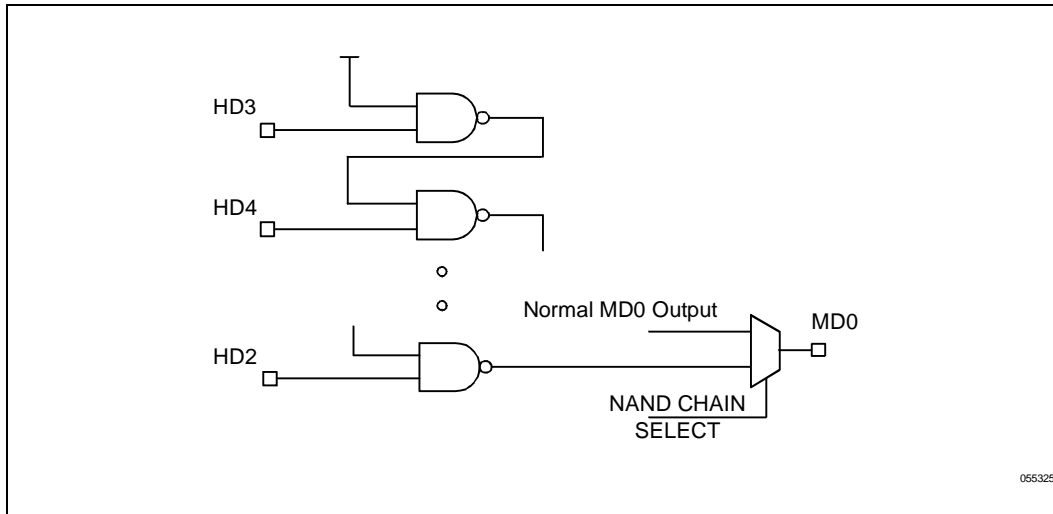 HD3
HD4
Normal MD0 Output
MD0
HD2
NAND CHAIN
SELECT
055325